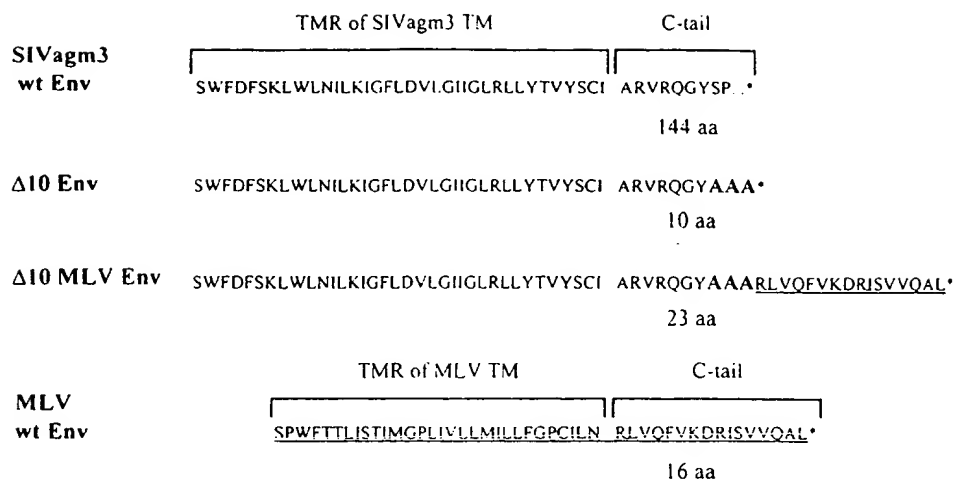 TMR of SIVagm3 TM C-tail
SIVagm3
wt Env
SWFDFSKLWLNILKIGFLDVLGIIGLRLLYTVYSCI ARVRQGYSP...*
144 aa
Δ10 Env SWFDFSKLWLNILKIGFLDVLGIIGLRLLYTVYSCI ARVRQGYAAA*
10 aa
Δ10 MLV Env SWFDFSKLWLNILKIGFLDVLGIIGLRLLYTVYSCI ARVRQGYAAARLVQFVKDRISVVQAL*
23 aa
TMR of MLV TM C-tail
MLV
wt Env
SPWFTTLISTIMGPLIVLLMILLFGPCILN RLVQFVKDRISVVQAL*
16 aa